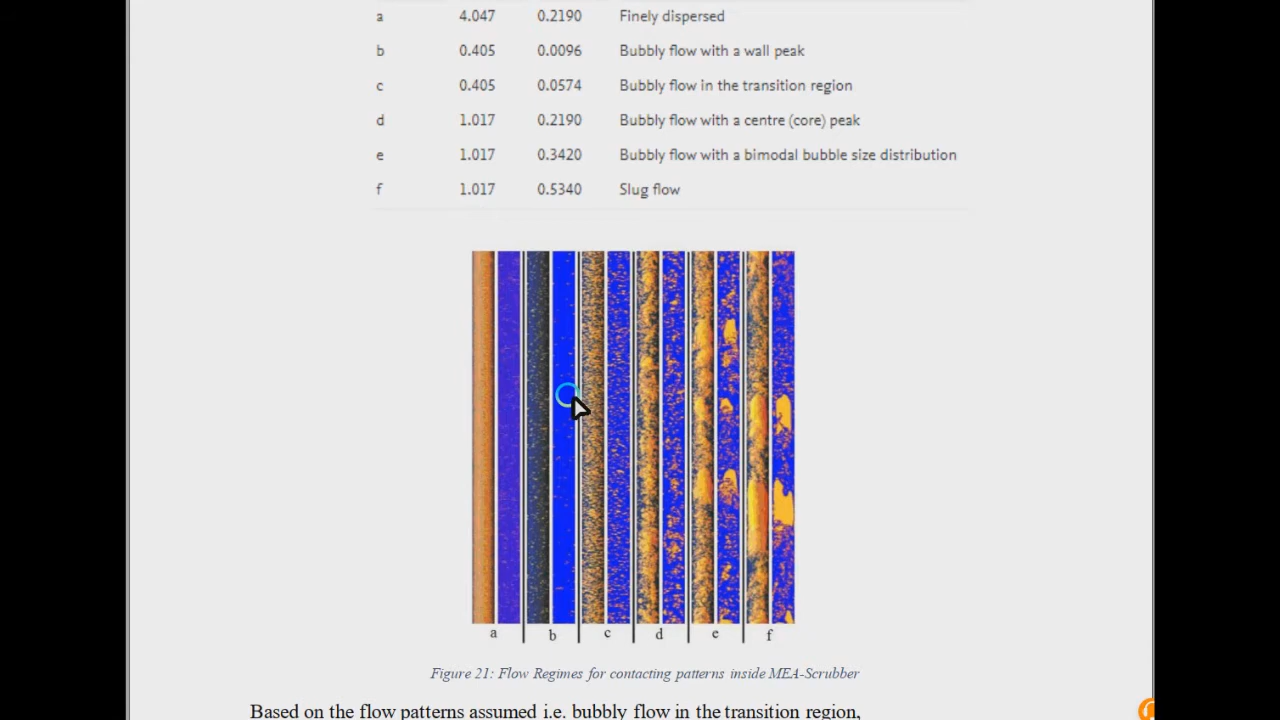 a 4.047 0.2190 Finely dispersed
b 0.405 0.0096 Bubbly flow with a wall peak
c 0.405 0.0574 Bubbly flow in the transition region
d 1.017 0.2190 Bubbly flow with a centre (core) peak
e 1.017 0.3420 Bubbly flow with a bimodal bubble size distribution
f 1.017 0.5340 Slug flow
a b c d e f
Figure 21: Flow Regimes for contacting patterns inside MEA-Scrubber
Based on the flow patterns assumed i.e. bubbly flow in the transition region,